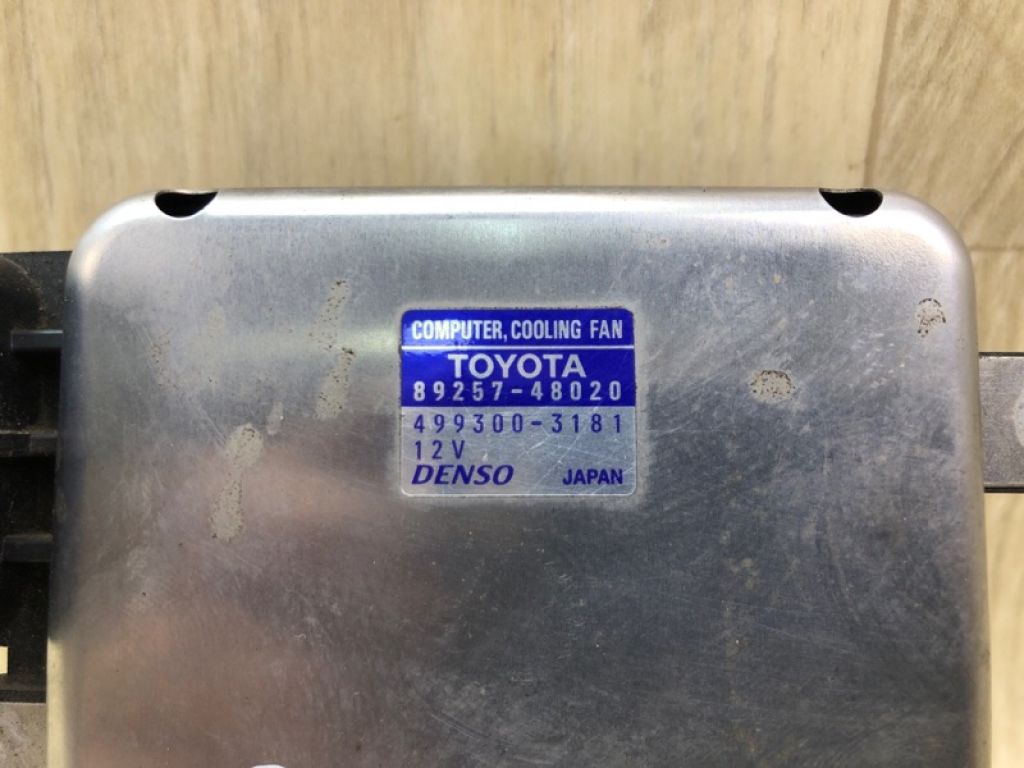 COMPUTER, COOLING FAN
TOYOTA
89257-48020
499300-3181
12V
DENSO JAPAN